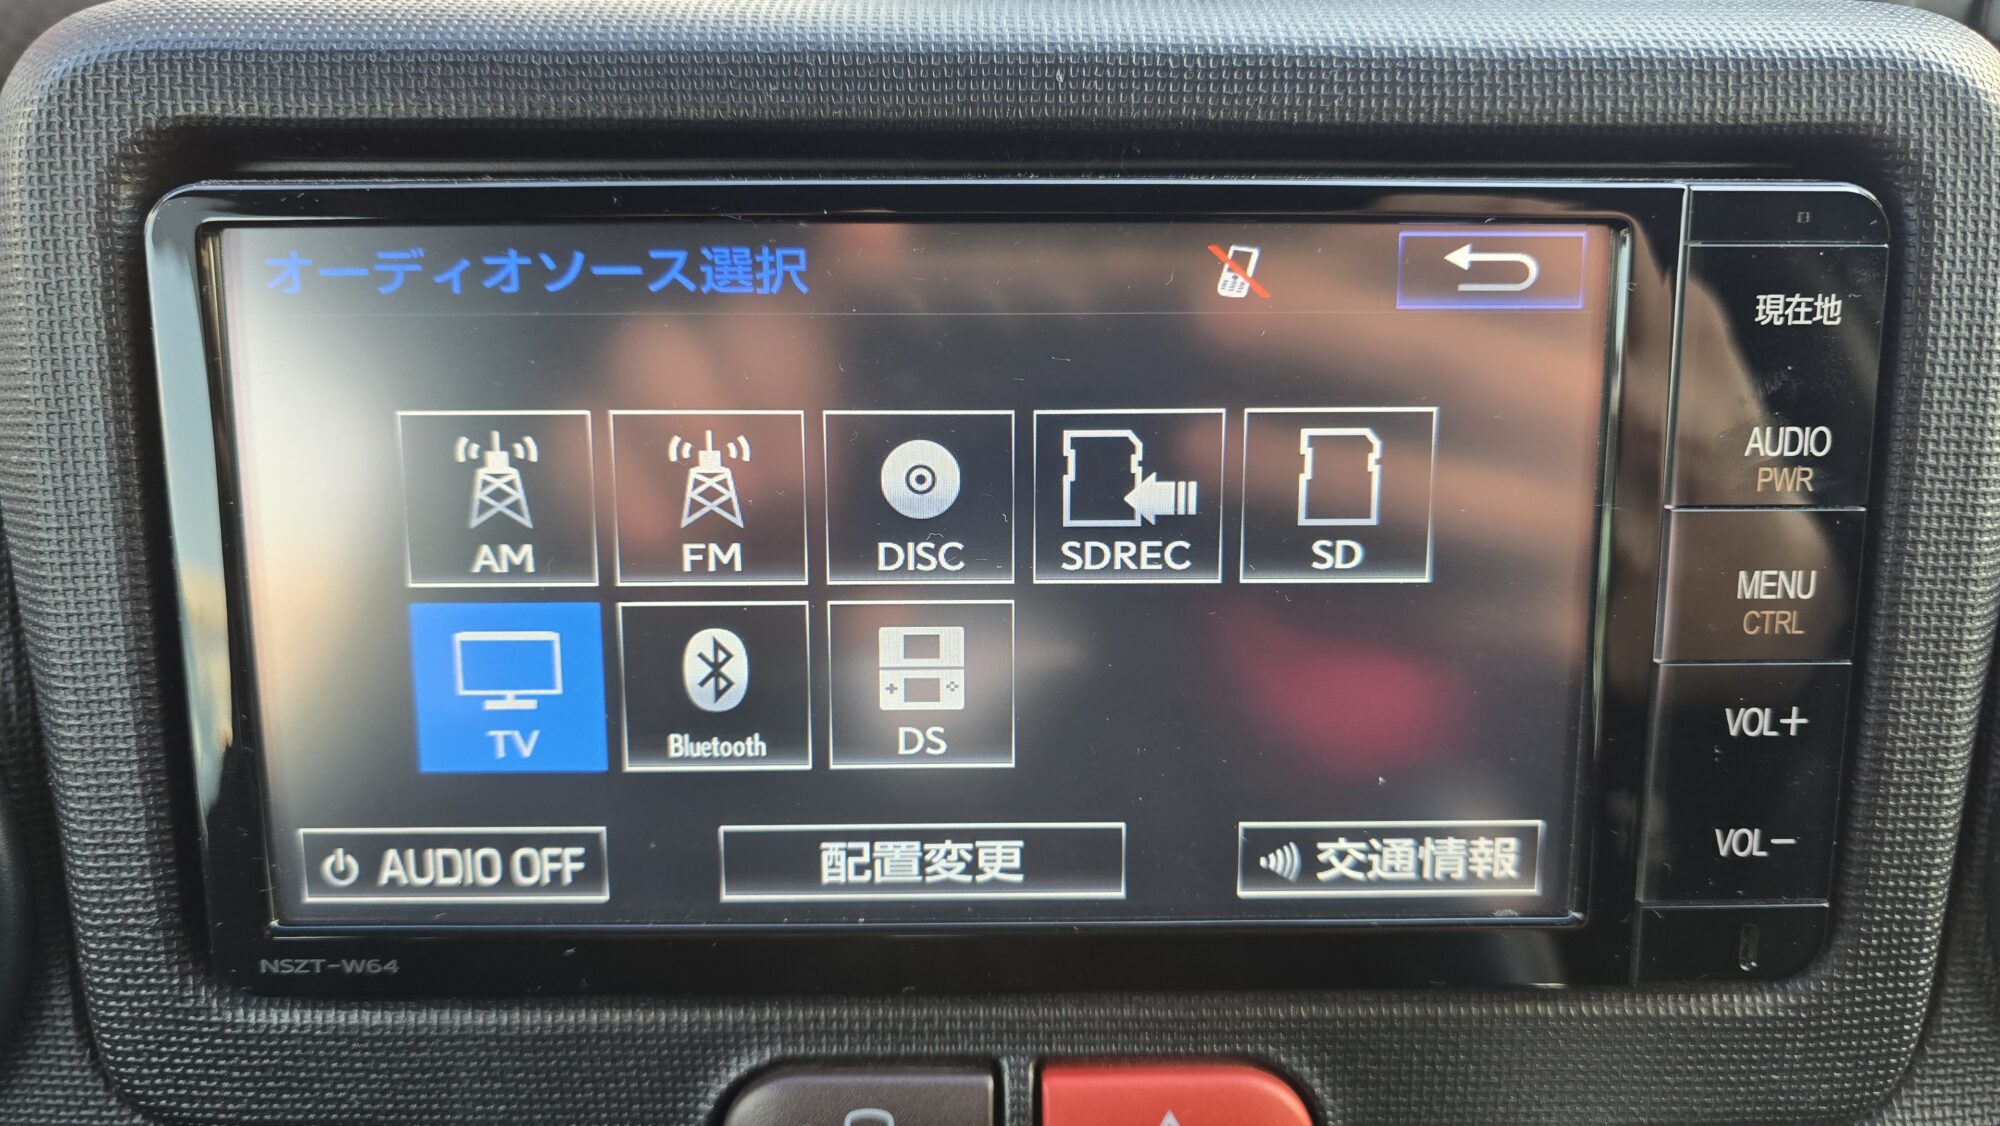 オーディオソース選択
AM
FM
DISC
SDREC
SD
TV
Bluetooth
DS
AUDIO OFF
配置変更
交通情報
NSZT-W64
現在地
AUDIO
PWR
MENU
CTRL
VOL+
VOL-